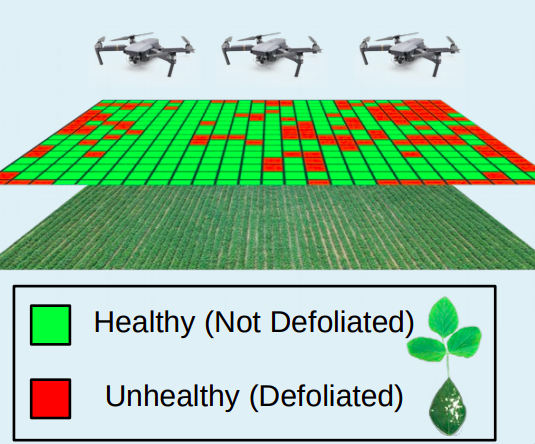 Healthy (Not Defoliated)
Unhealthy (Defoliated)